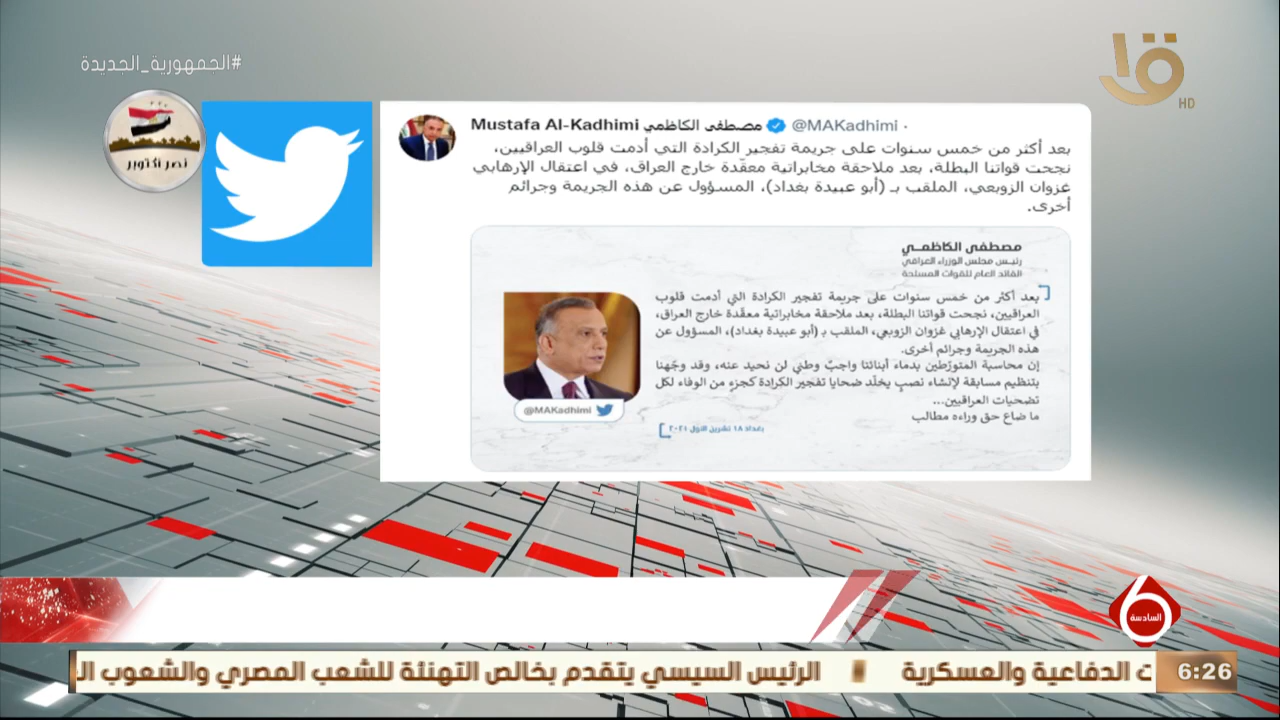 #الجمهورية_الجديدة
HD
نصر أكتوبر
Mustafa Al-Kadhimi مصطفى الكاظمي @MAKadhimi ·
بعد أكثر من خمس سنوات على جريمة تفجير الكرادة التي أدمت قلوب العراقيين،
نجحت قواتنا البطلة، بعد ملاحقة مخابراتية معقّدة خارج العراق، في اعتقال الإرهابي
غزوان الزوبعي، الملقب بـ (أبو عبيدة بغداد)، المسؤول عن هذه الجريمة وجرائم
أخرى.
مصطفى الكاظمـي
رئيـس مجلس الوزراء العراقي
القائد العام للقوات المسلحة
بعد أكثر من خمس سنوات على جريمة تفجير الكرادة التي أدمت قلوب
العراقيين، نجحت قواتنا البطلة، بعد ملاحقة مخابراتية معقّدة خارج العراق،
في اعتقال الإرهابي غزوان الزوبعي، الملقب بـ (أبو عبيدة بغداد)، المسؤول عن
هذه الجريمة وجرائم أخرى.
إن محاسبة المتورّطين بدماء أبنائنا واجبٌ وطني لن نحيد عنه، وقد وجّهنا
بتنظيم مسابقة لإنشاء نصبٍ يخلّد ضحايا تفجير الكرادة كجزءٍ من الوفاء لكل
تضحيات العراقيين...
ما ضاع حق وراءه مطالب
@MAKadhimi
بغداد ١٨ تشرين الاول ٢٠٢١
السادسة
6:26
ت الدفاعية والعسكرية الرئيس السيسي يتقدم بخالص التهنئة للشعب المصري والشعوب الـ